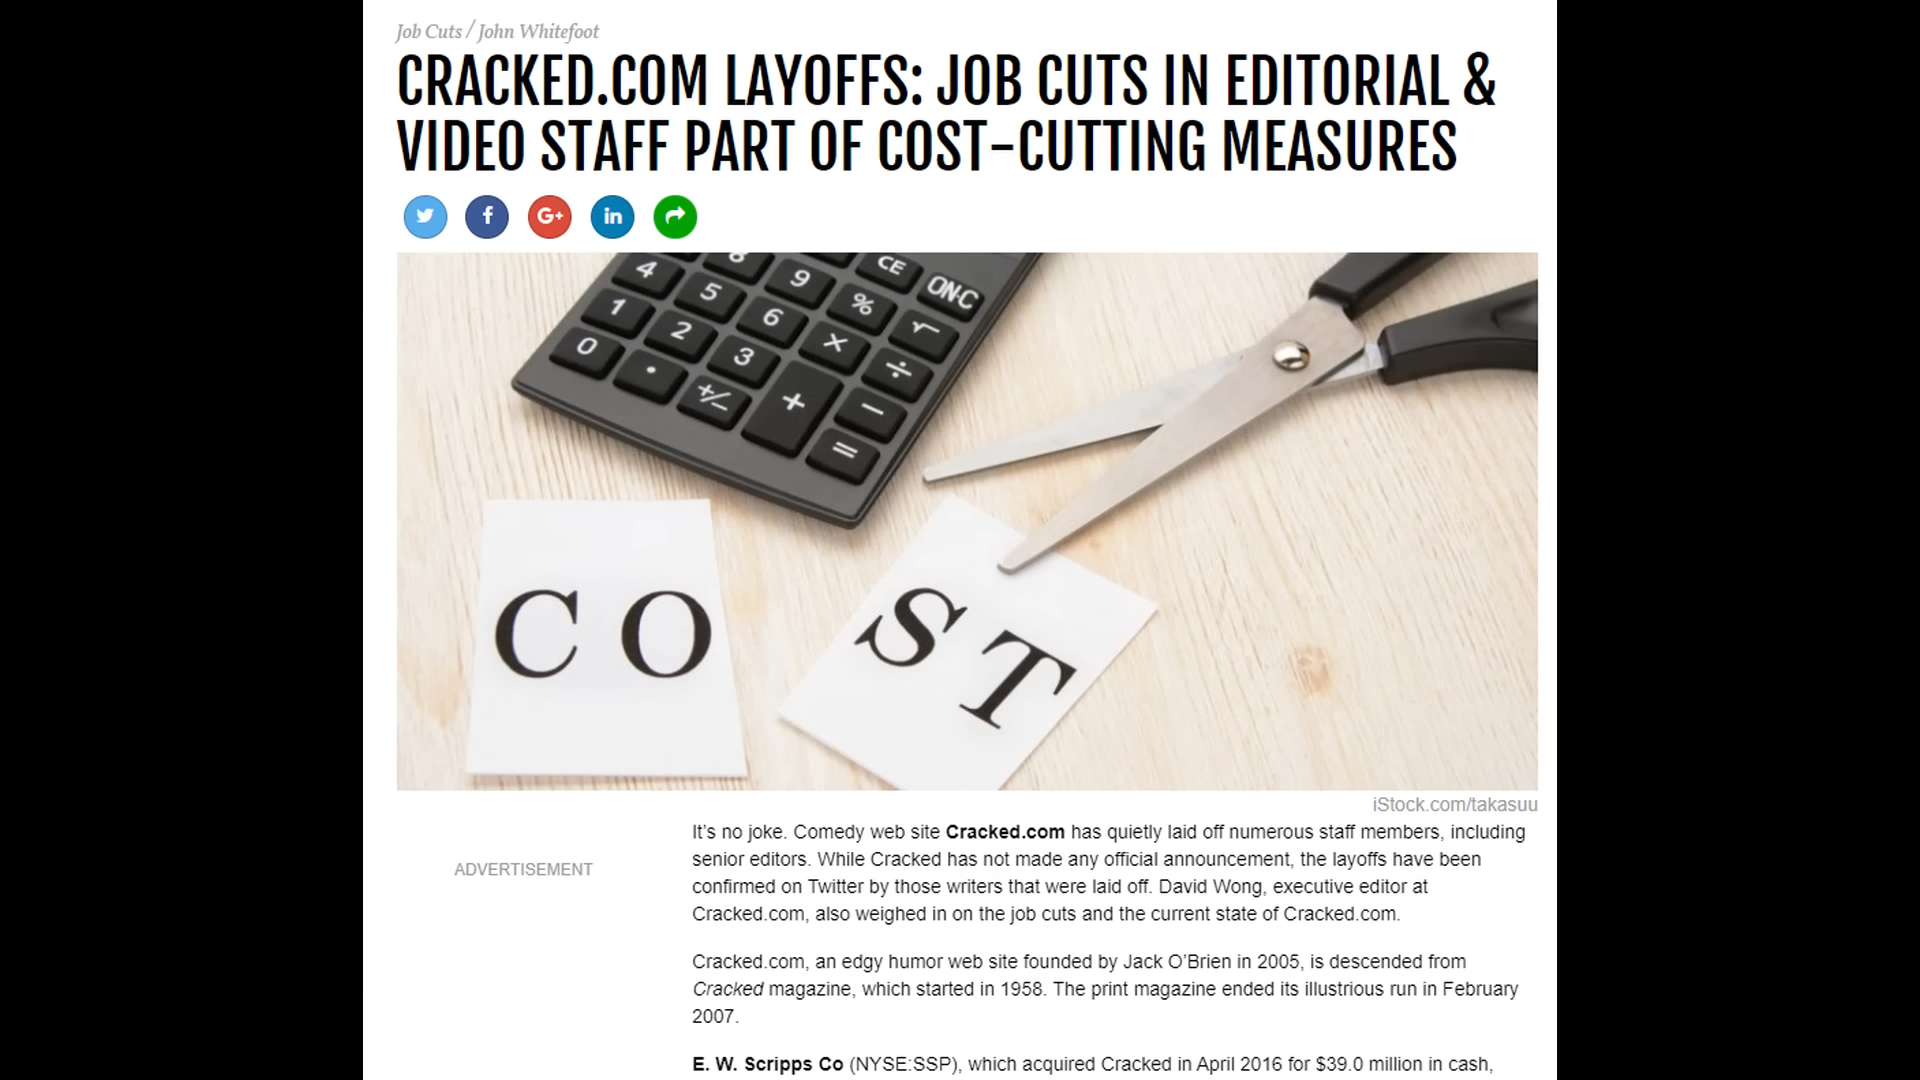 Job Cuts / John Whitefoot
CRACKED.COM LAYOFFS: JOB CUTS IN EDITORIAL &
VIDEO STAFF PART OF COST-CUTTING MEASURES
f G+ in
8 CE
4 9 ON·C
5 %
1 6 √
2 ×
0 3 ÷
. +/- + −
=
C O
S T
iStock.com/takasuu
ADVERTISEMENT
It’s no joke. Comedy web site Cracked.com has quietly laid off numerous staff members, including
senior editors. While Cracked has not made any official announcement, the layoffs have been
confirmed on Twitter by those writers that were laid off. David Wong, executive editor at
Cracked.com, also weighed in on the job cuts and the current state of Cracked.com.
Cracked.com, an edgy humor web site founded by Jack O’Brien in 2005, is descended from
Cracked magazine, which started in 1958. The print magazine ended its illustrious run in February
2007.
E. W. Scripps Co (NYSE:SSP), which acquired Cracked in April 2016 for $39.0 million in cash,